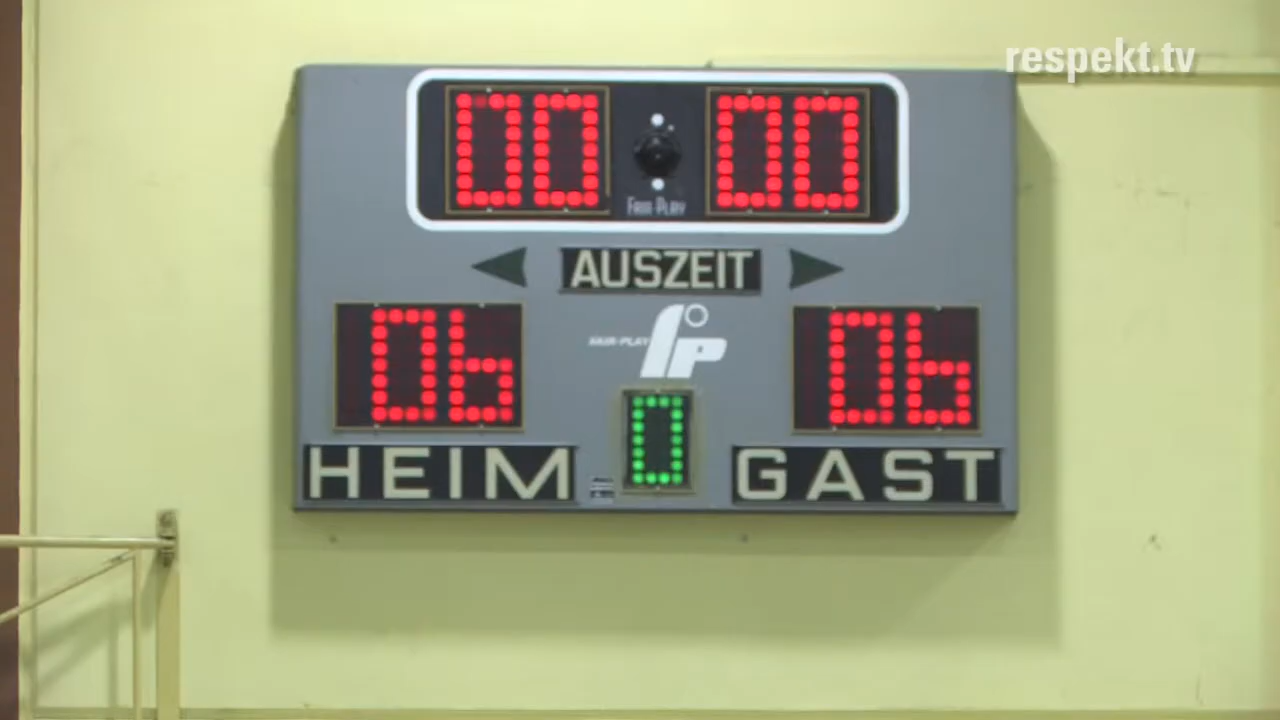 respekt.tv
00 00
FAIR-PLAY
AUSZEIT
06 06
FAIR-PLAY
fp
0
HEIM GAST